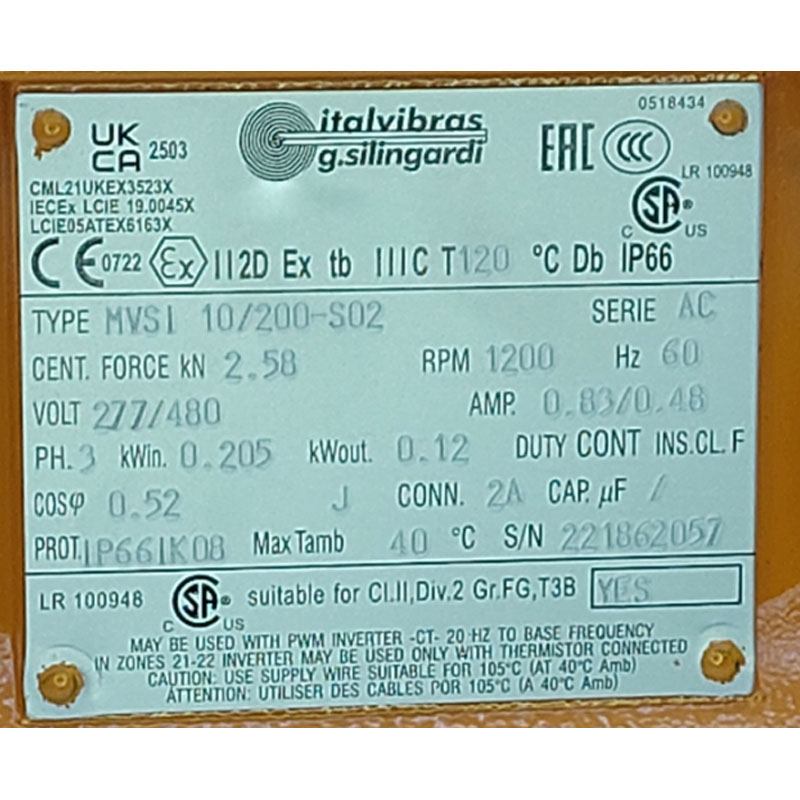 0518434
UK
CA 2503
italvibras
g.silingardi
EAC CCC
LR 100948
CML21UKEX3523X
IECEx LCIE 19.0045X
LCIE05ATEX6163X
SA®
C US
CE 0722 Ex II2D Ex tb IIIC T120 °C Db IP66
TYPE MVSI 10/200-S02 SERIE AC
CENT. FORCE kN 2.58 RPM 1200 Hz 60
VOLT 277/480 AMP. 0.83/0.48
PH. 3 kWin. 0.205 kWout. 0.12 DUTY CONT INS.CL. F
COSφ 0.52 J CONN. 2A CAP. µF /
PROT. IP66IK08 Max Tamb 40 °C S/N 221862057
LR 100948 SA® suitable for Cl.II,Div.2 Gr.FG,T3B YES
C US
MAY BE USED WITH PWM INVERTER -CT- 20 HZ TO BASE FREQUENCY
IN ZONES 21-22 INVERTER MAY BE USED ONLY WITH THERMISTOR CONNECTED
CAUTION: USE SUPPLY WIRE SUITABLE FOR 105°C (AT 40°C Amb)
ATTENTION: UTILISER DES CABLES POR 105°C (A 40°C Amb)